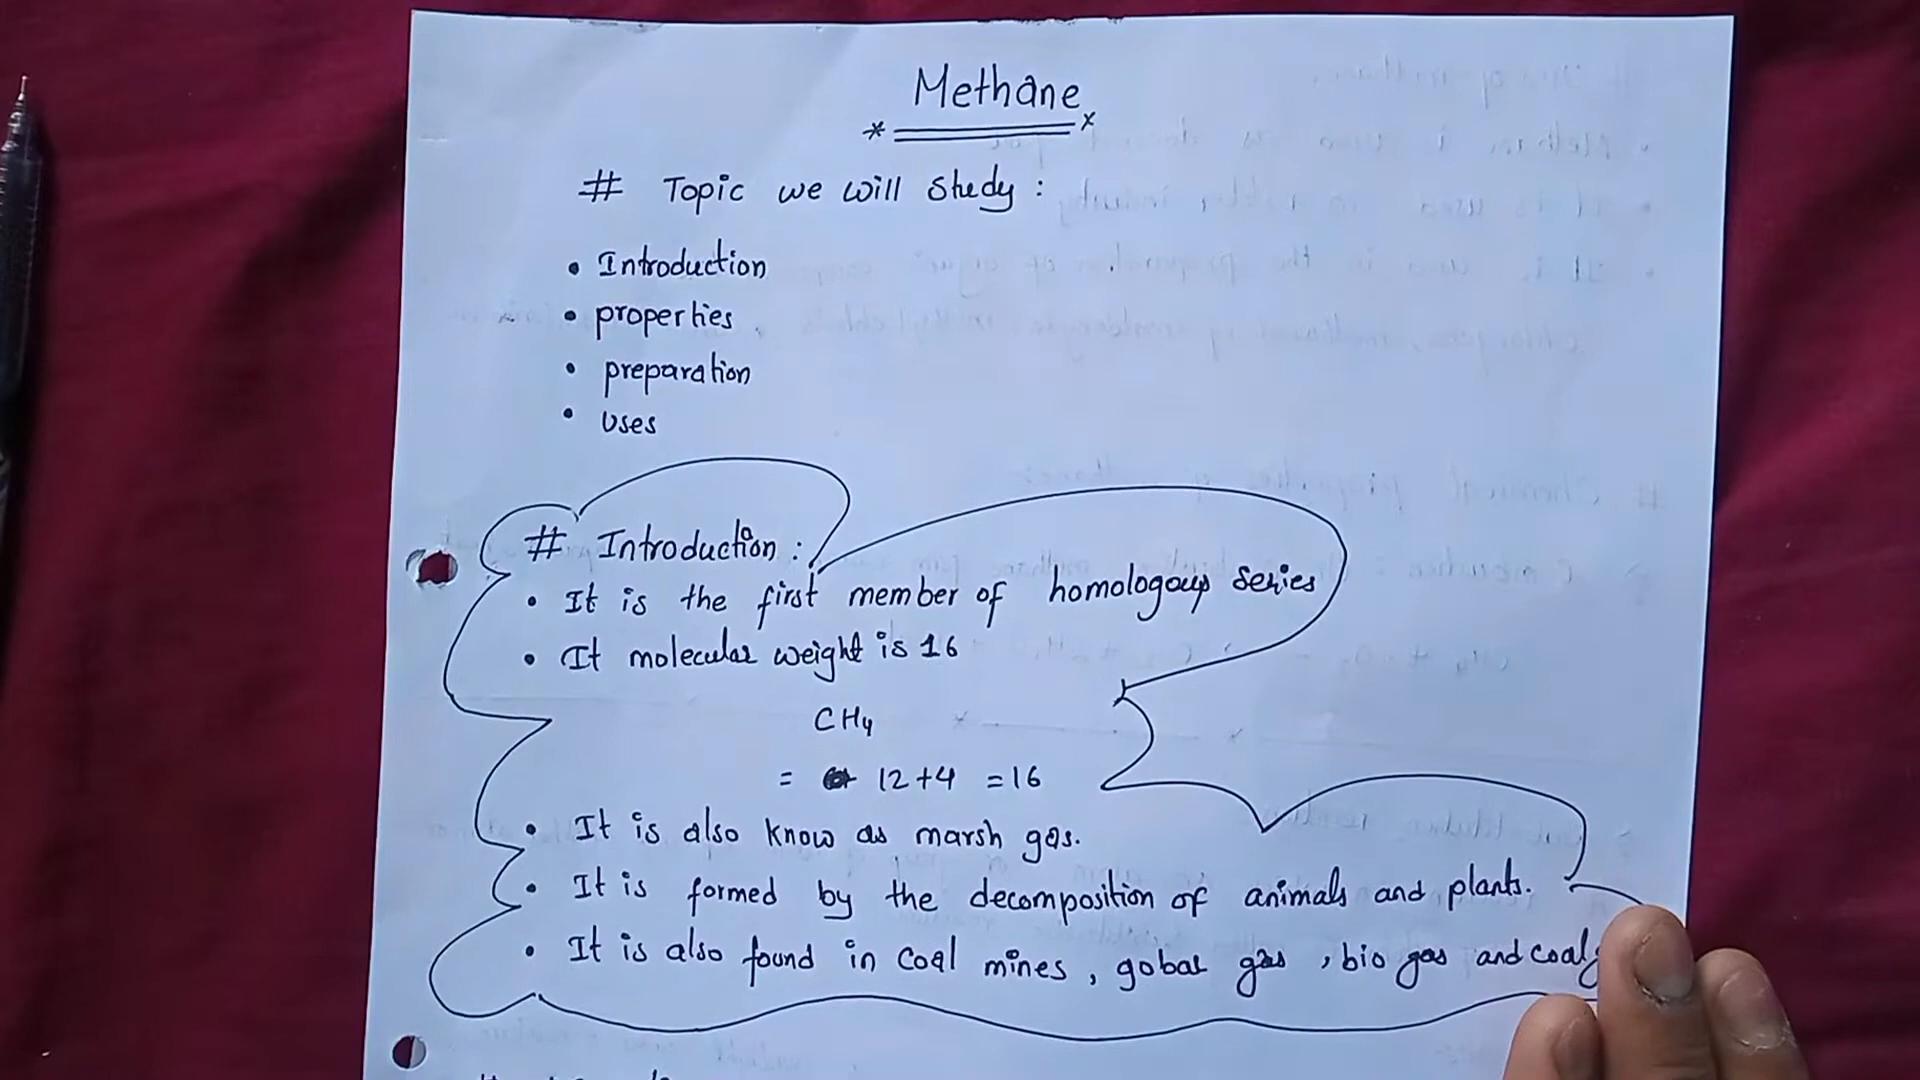 Methane
# Topic we will study :
• Introduction
• properties
• preparation
• Uses
# Introduction :
• It is the first member of homologous series
• It molecular weight is 16
CH4
= 12+4 = 16
• It is also know as marsh gas.
• It is formed by the decomposition of animals and plants.
• It is also found in coal mines , gobar gas , bio gas and coal